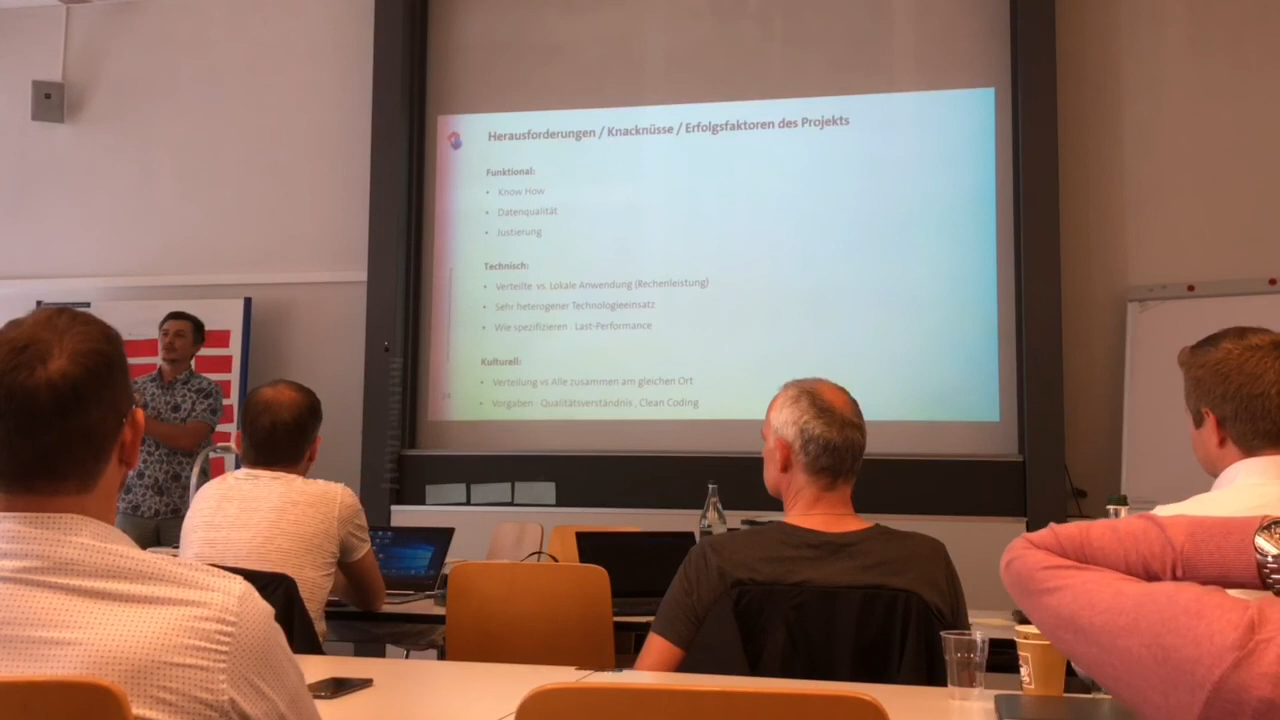 Herausforderungen / Knacknüsse / Erfolgsfaktoren des Projekts
Funktional:
• Know How
• Datenqualität
• Justierung
Technisch:
• Verteilte vs. Lokale Anwendung (Rechenleistung)
• Sehr heterogener Technologieeinsatz
• Wie spezifizieren : Last-Performance
Kulturell:
• Verteilung vs Alle zusammen am gleichen Ort
• Vorgaben : Qualitätsverständnis , Clean Coding